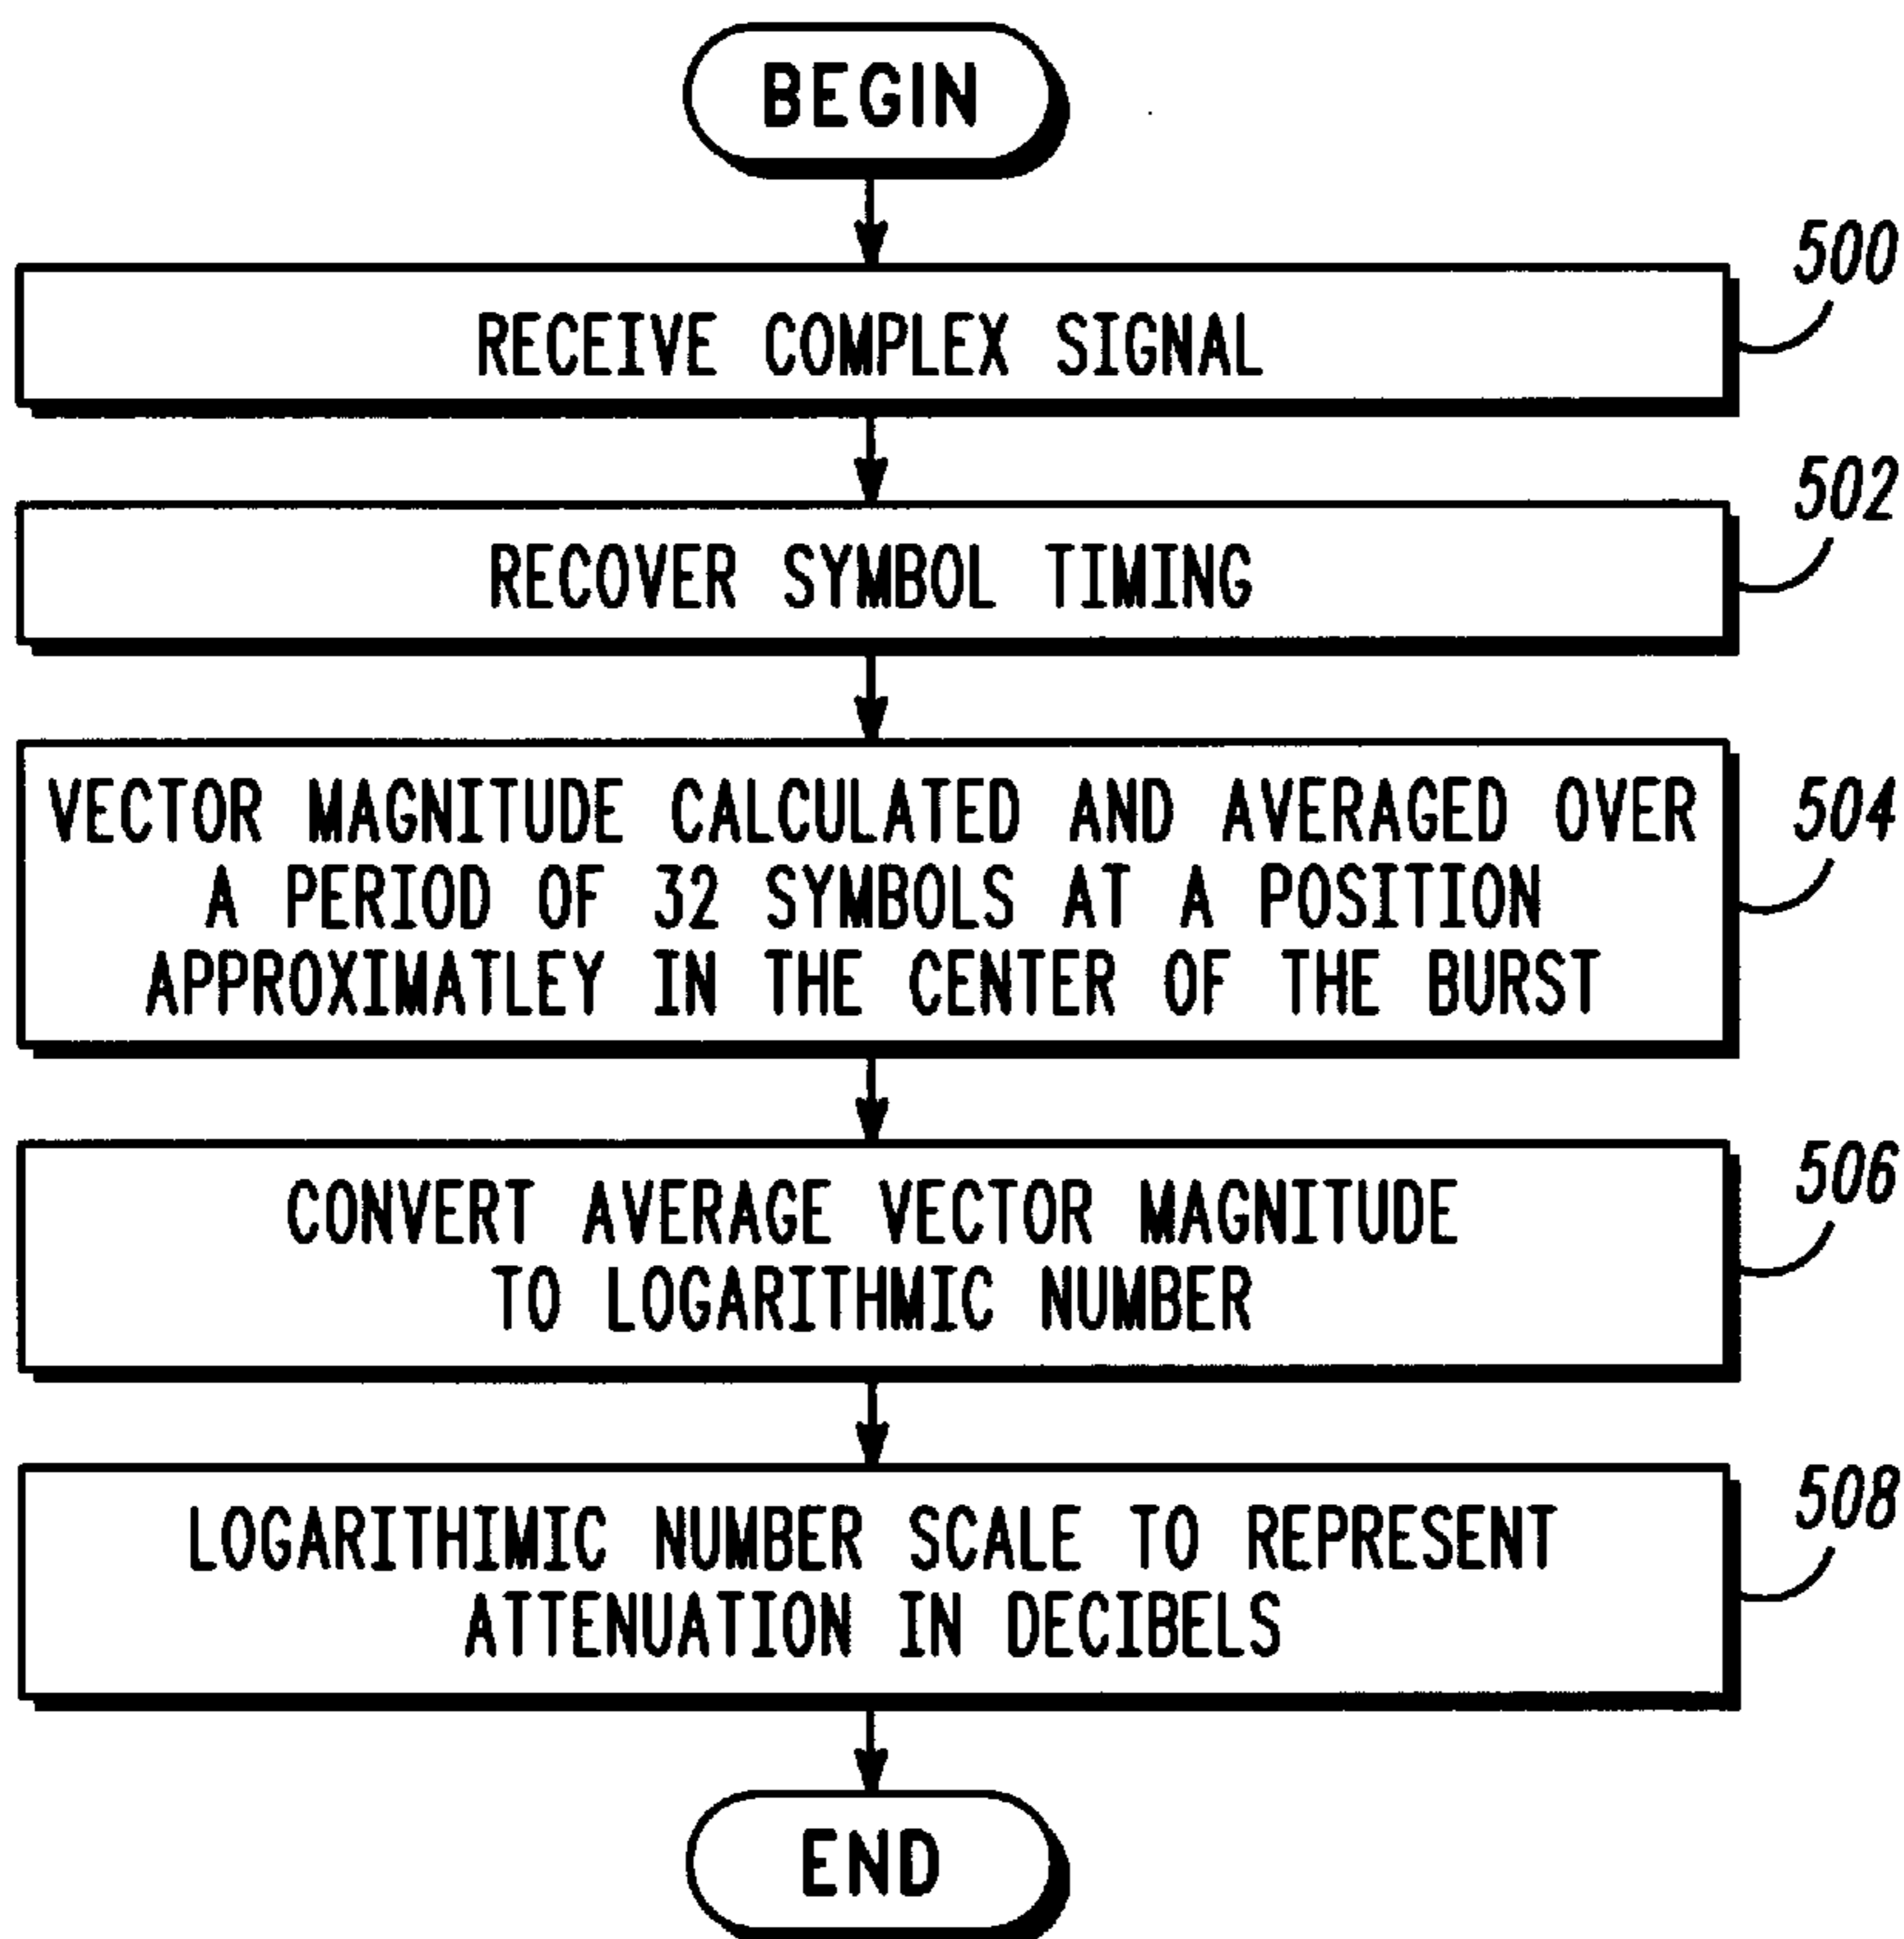 BEGIN
500
RECEIVE COMPLEX SIGNAL
502
RECOVER SYMBOL TIMING
504
VECTOR MAGNITUDE CALCULATED AND AVERAGED OVER
A PERIOD OF 32 SYMBOLS AT A POSITION
APPROXIMATLEY IN THE CENTER OF THE BURST
506
CONVERT AVERAGE VECTOR MAGNITUDE
TO LOGARITHMIC NUMBER
508
LOGARITHIMIC NUMBER SCALE TO REPRESENT
ATTENUATION IN DECIBELS
END